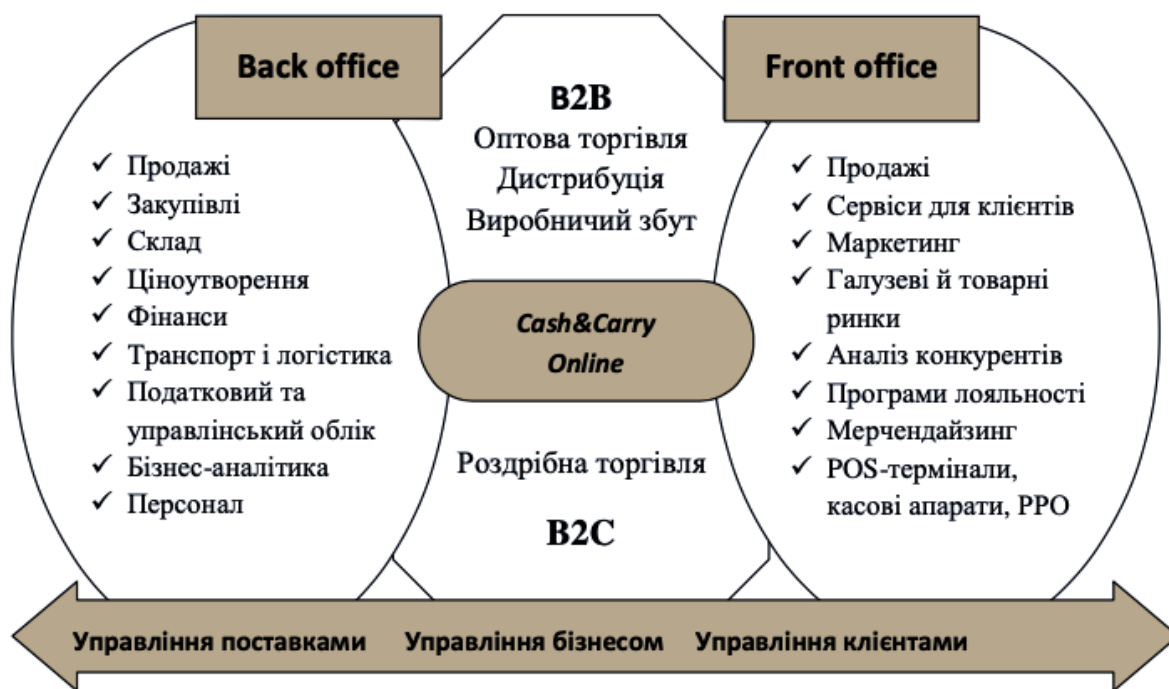 Back office
✓ Продажі
✓ Закупівлі
✓ Склад
✓ Ціноутворення
✓ Фінанси
✓ Транспорт і логістика
✓ Податковий та
управлінський облік
✓ Бізнес-аналітика
✓ Персонал
B2B
Оптова торгівля
Дистрибуція
Виробничий збут
Cash&Carry
Online
Роздрібна торгівля
B2C
Front office
✓ Продажі
✓ Сервіси для клієнтів
✓ Маркетинг
✓ Галузеві й товарні
ринки
✓ Аналіз конкурентів
✓ Програми лояльності
✓ Мерчендайзинг
✓ POS-термінали,
касові апарати, РРО
Управління поставками Управління бізнесом Управління клієнтами